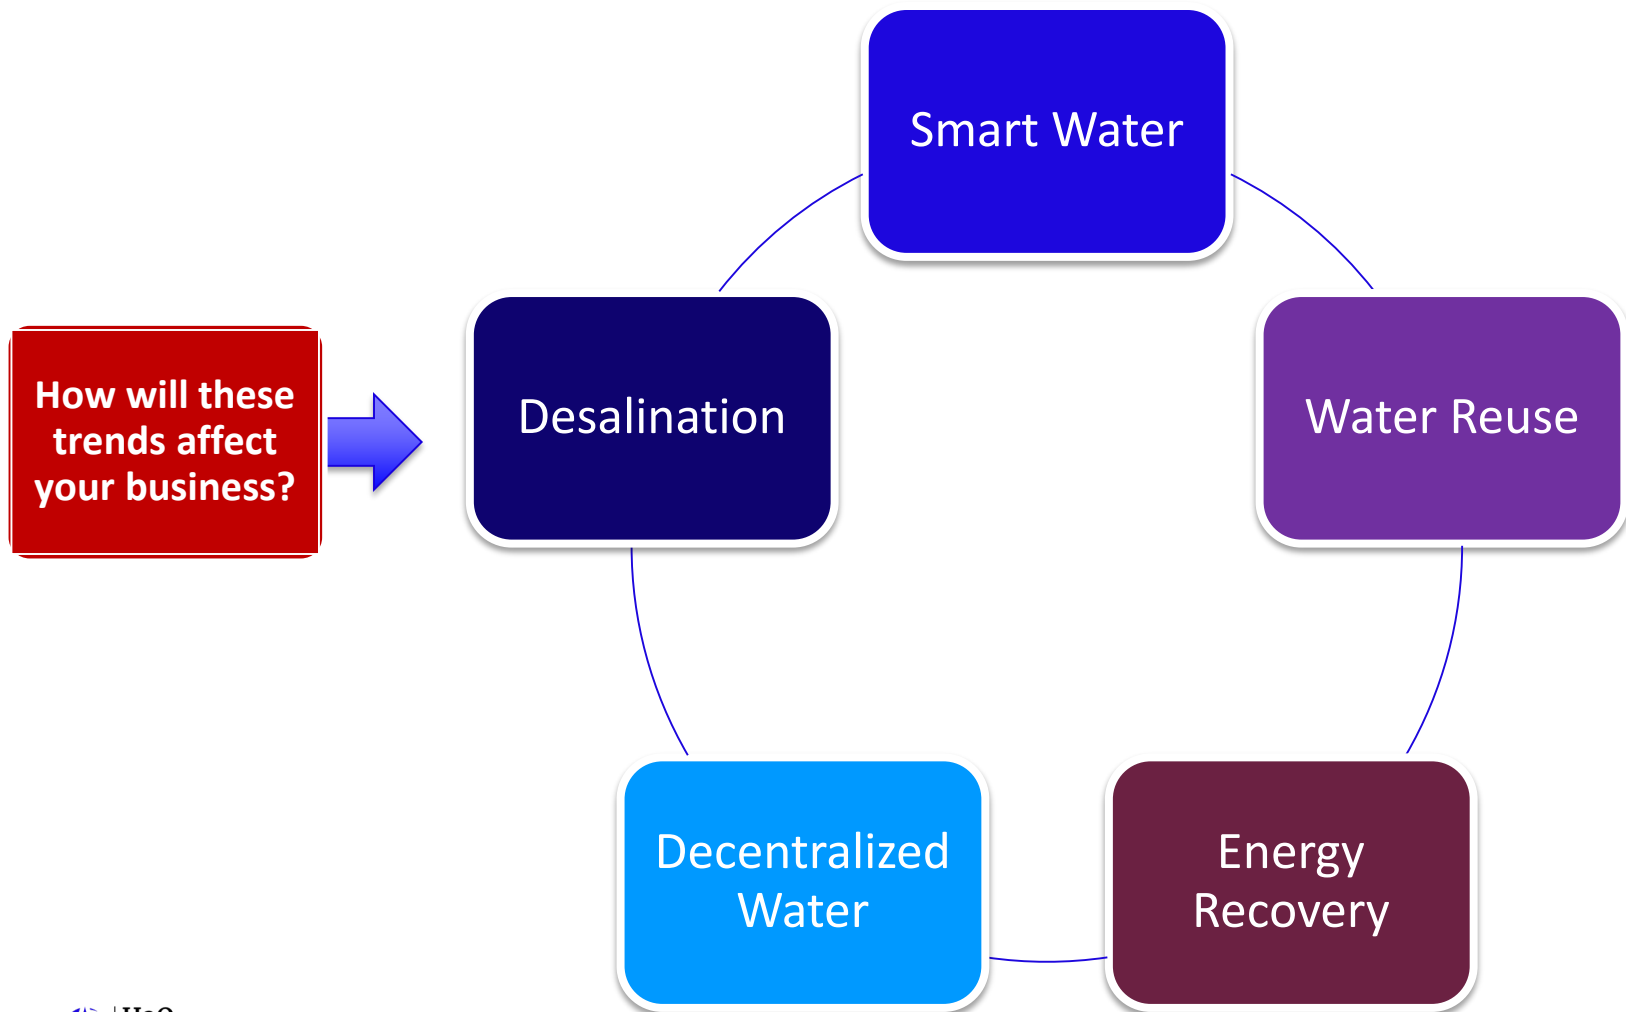 Smart Water
How will these
trends affect
your business?
Desalination
Water Reuse
Decentralized
Water
Energy
Recovery